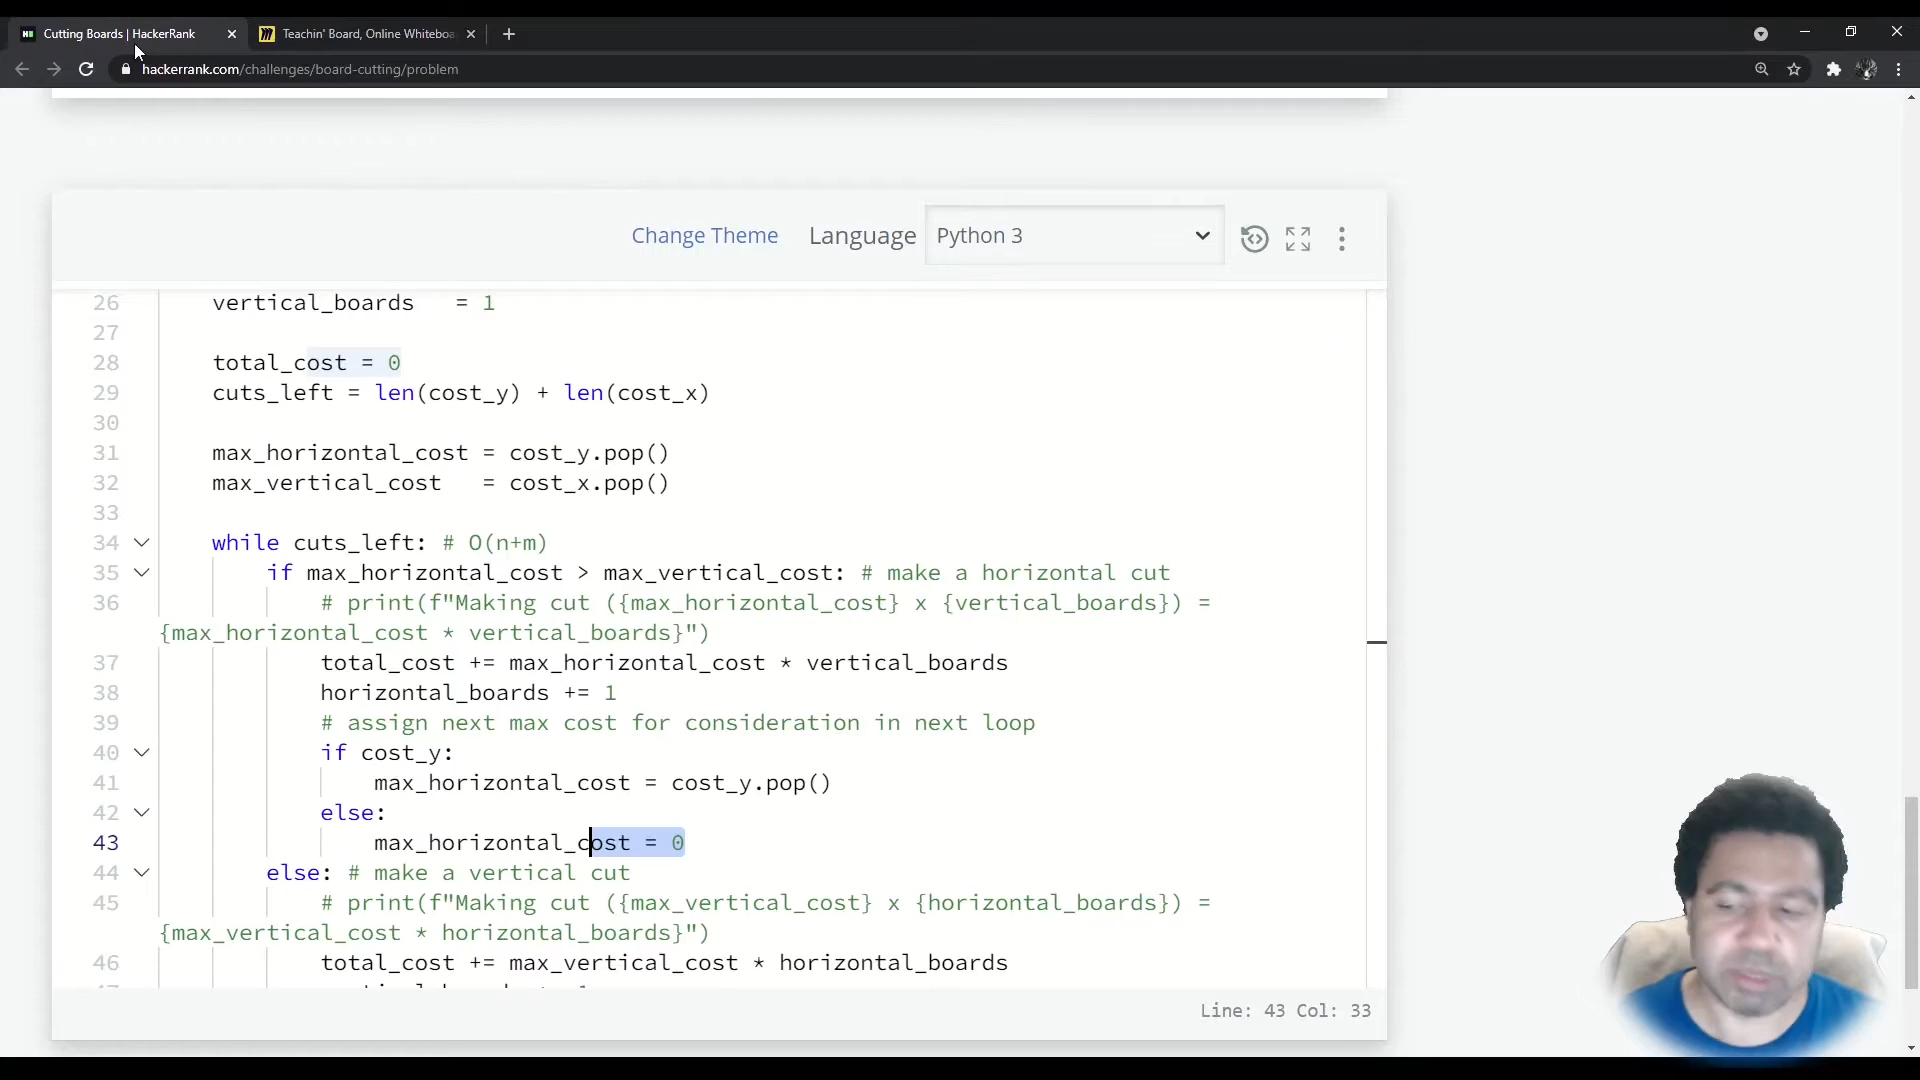 Cutting Boards | HackerRank
Teachin' Board, Online Whiteboa
hackerrank.com/challenges/board-cutting/problem
Change Theme Language Python 3
26 vertical_boards = 1
27
28 total_cost = 0
29 cuts_left = len(cost_y) + len(cost_x)
30
31 max_horizontal_cost = cost_y.pop()
32 max_vertical_cost = cost_x.pop()
33
34 while cuts_left: # O(n+m)
35 if max_horizontal_cost > max_vertical_cost: # make a horizontal cut
36 # print(f"Making cut ({max_horizontal_cost} x {vertical_boards}) =
{max_horizontal_cost * vertical_boards}")
37 total_cost += max_horizontal_cost * vertical_boards
38 horizontal_boards += 1
39 # assign next max cost for consideration in next loop
40 if cost_y:
41 max_horizontal_cost = cost_y.pop()
42 else:
43 max_horizontal_cost = 0
44 else: # make a vertical cut
45 # print(f"Making cut ({max_vertical_cost} x {horizontal_boards}) =
{max_vertical_cost * horizontal_boards}")
46 total_cost += max_vertical_cost * horizontal_boards
Line: 43 Col: 33